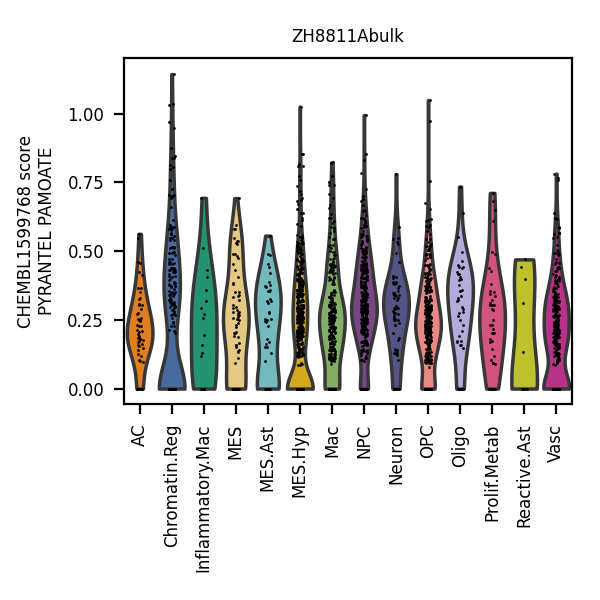 ZH8811Abulk
CHEMBL1599768 score
PYRANTEL PAMOATE
1.00
0.75
0.50
0.25
0.00
AC
Chromatin.Reg
Inflammatory.Mac
MES
MES.Ast
MES.Hyp
Mac
NPC
Neuron
OPC
Oligo
Prolif.Metab
Reactive.Ast
Vasc